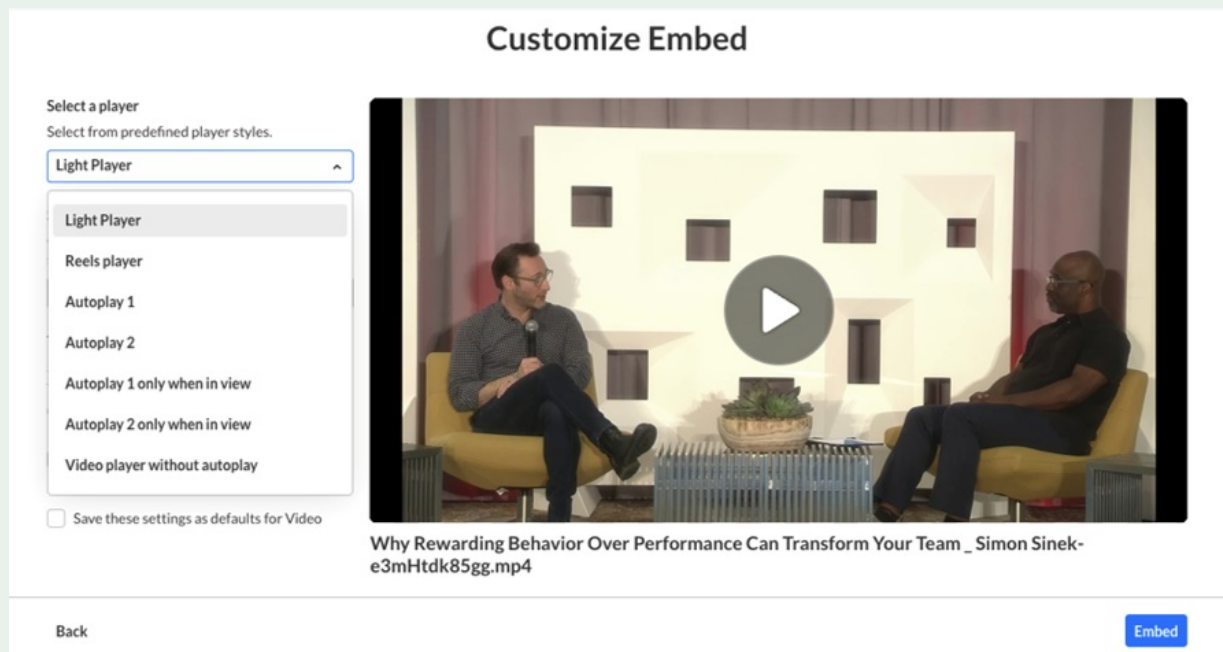 Customize Embed
Select a player
Select from predefined player styles.
Light Player
Light Player
Reels player
Autoplay 1
Autoplay 2
Autoplay 1 only when in view
Autoplay 2 only when in view
Video player without autoplay
Save these settings as defaults for Video
Why Rewarding Behavior Over Performance Can Transform Your Team _ Simon Sinek-
e3mHtdk85gg.mp4
Back
Embed